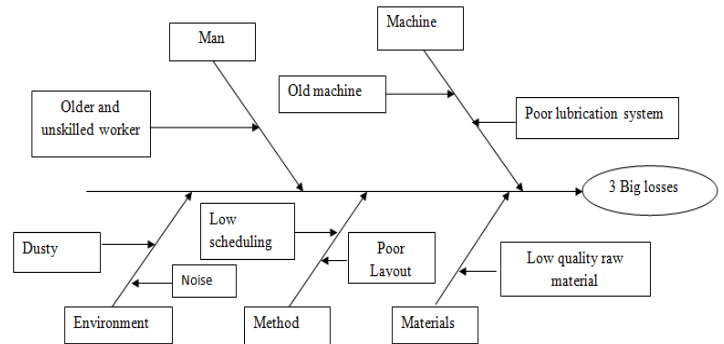 Machine
Man
Old machine
Older and
unskilled worker
Poor lubrication system
3 Big losses
Low
scheduling
Dusty
Poor
Layout
Low quality raw
material
Noise
Environment
Method
Materials